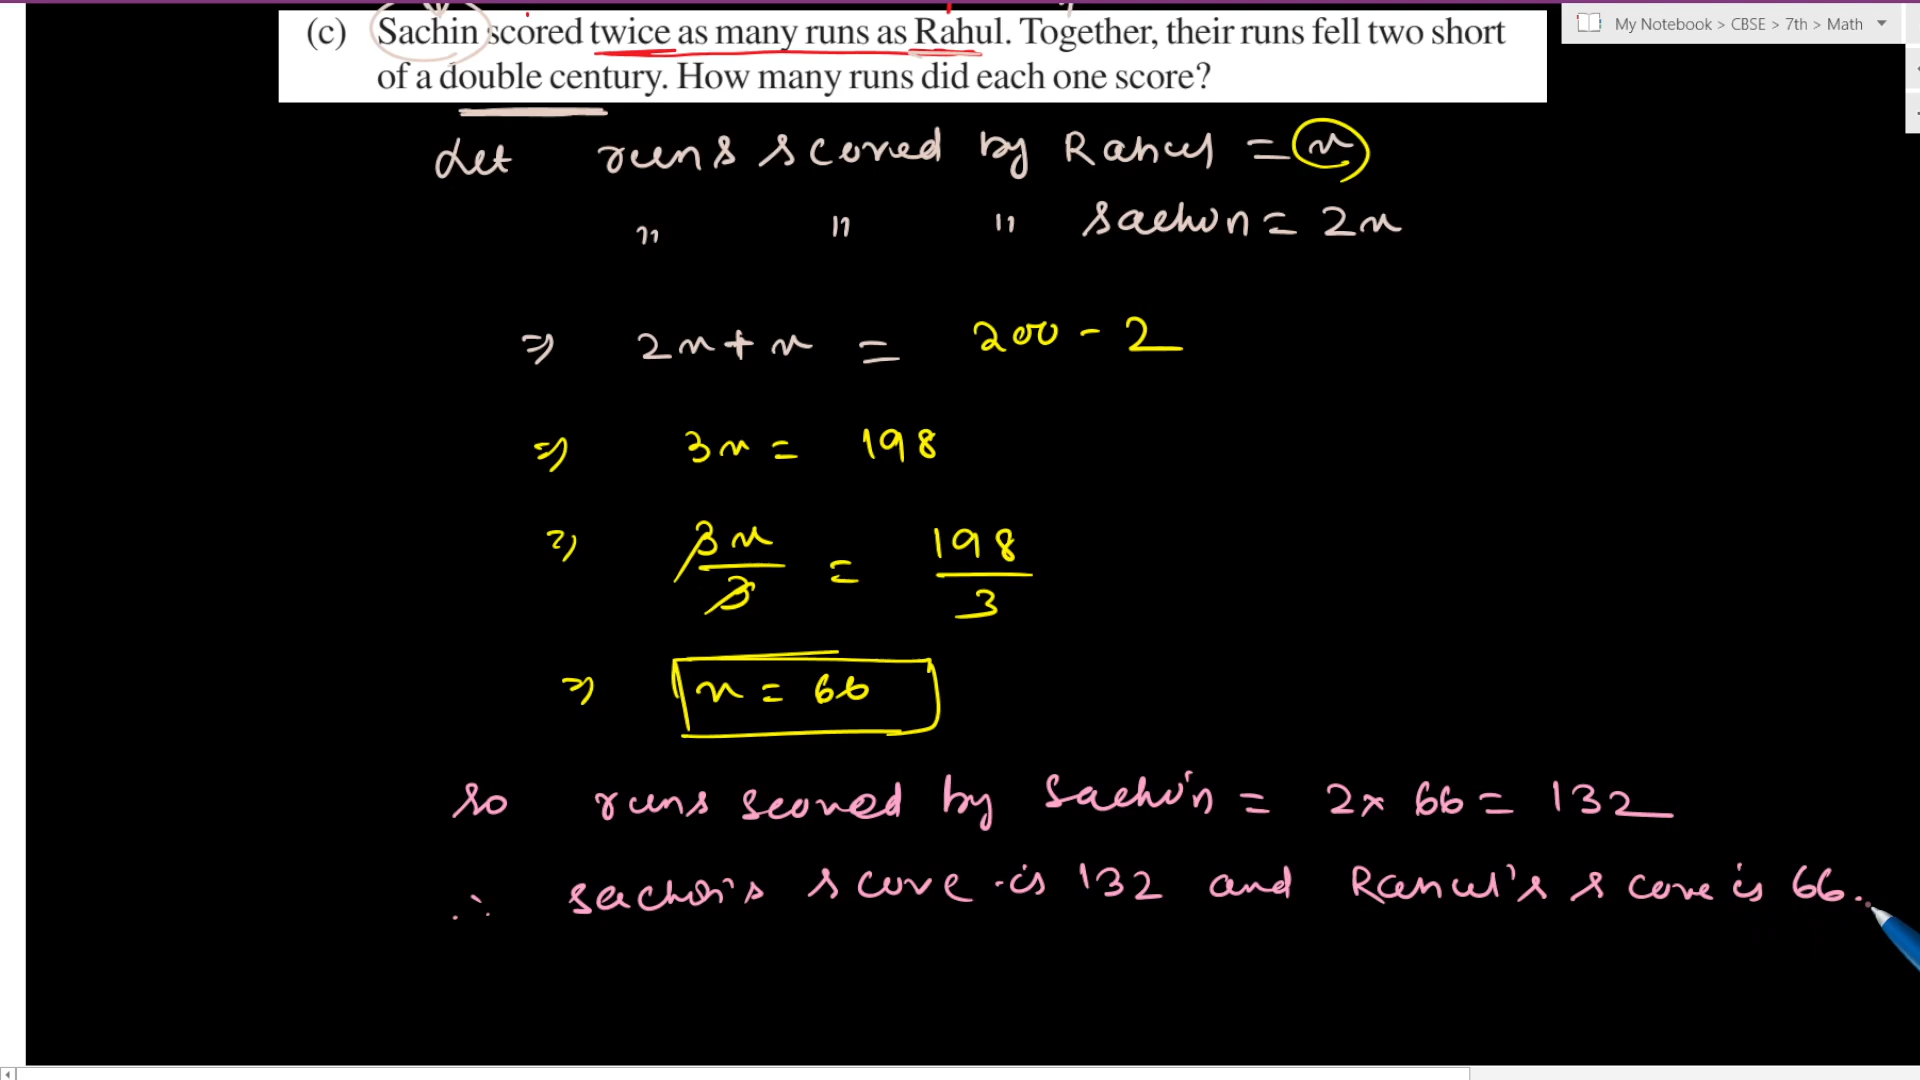 My Notebook > CBSE > 7th > Math
(c) Sachin scored twice as many runs as Rahul. Together, their runs fell two short
of a double century. How many runs did each one score?
Let runs scored by Rahul = x
" " " Sachin = 2x
⇒ 2x + x = 200 - 2
⇒ 3x = 198
⇒ 3x/3 = 198/3
⇒ x = 66
So runs scored by Sachin = 2 × 66 = 132
∴ Sachin's score is 132 and Rahul's score is 66.